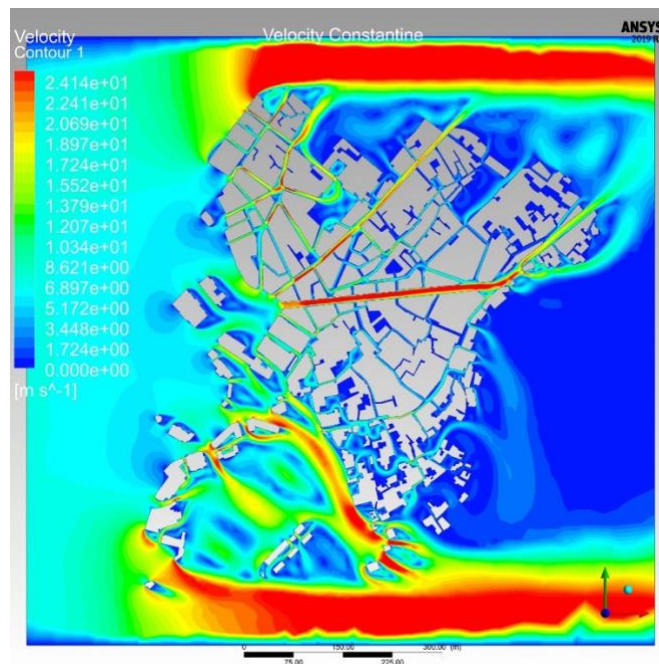 Velocity
Contour 1
Velocity Constantine
ANSYS
2.414e+01
2.241e+01
2.069e+01
1.897e+01
1.724e+01
1.552e+01
1.379e+01
1.207e+01
1.034e+01
8.621e+00
6.897e+00
5.172e+00
3.448e+00
1.724e+00
0.000e+00
[m s^-1]
0 150.00 300.00 (m)
75.00 225.00